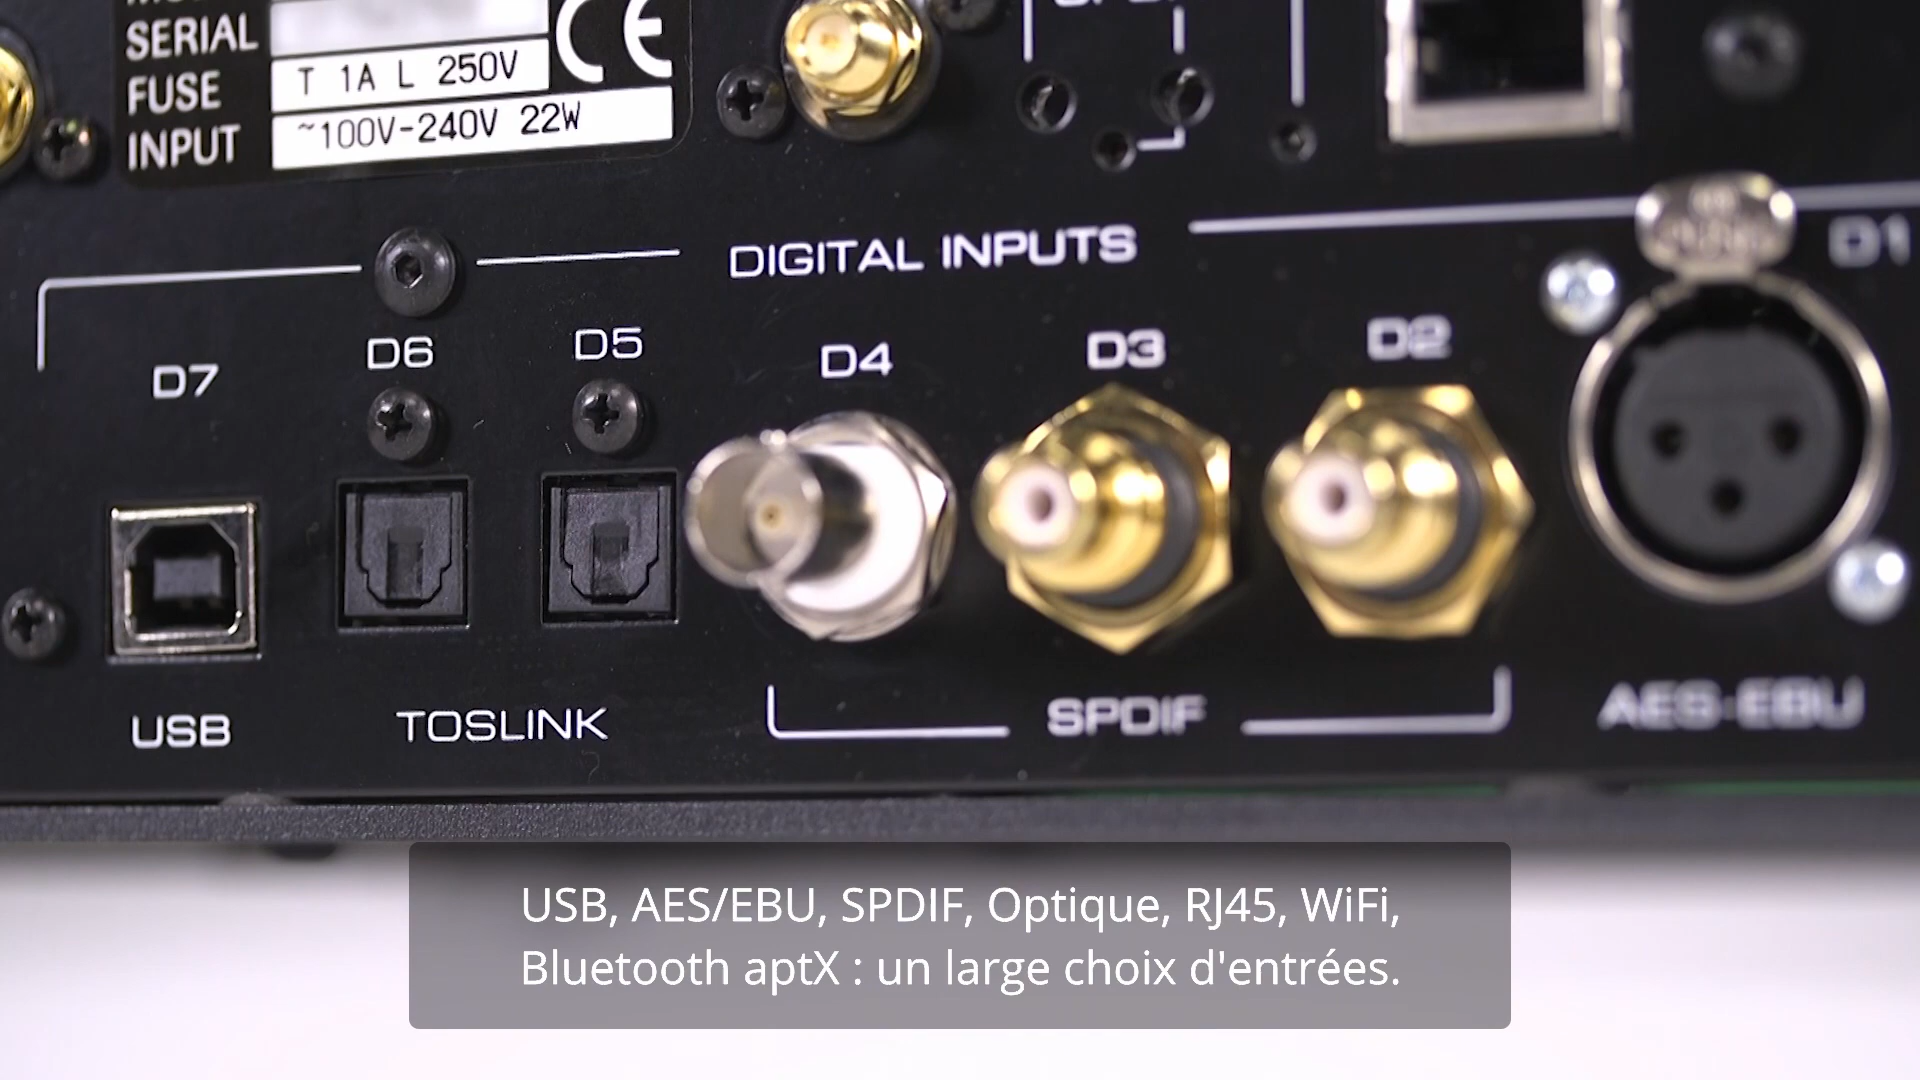 SERIAL
FUSE T 1A L 250V
INPUT ~100V-240V 22W
CE
DIGITAL INPUTS
D7 D6 D5 D4 D3 D2 D1
USB TOSLINK SPDIF AES-EBU
USB, AES/EBU, SPDIF, Optique, RJ45, WiFi,
Bluetooth aptX : un large choix d'entrées.